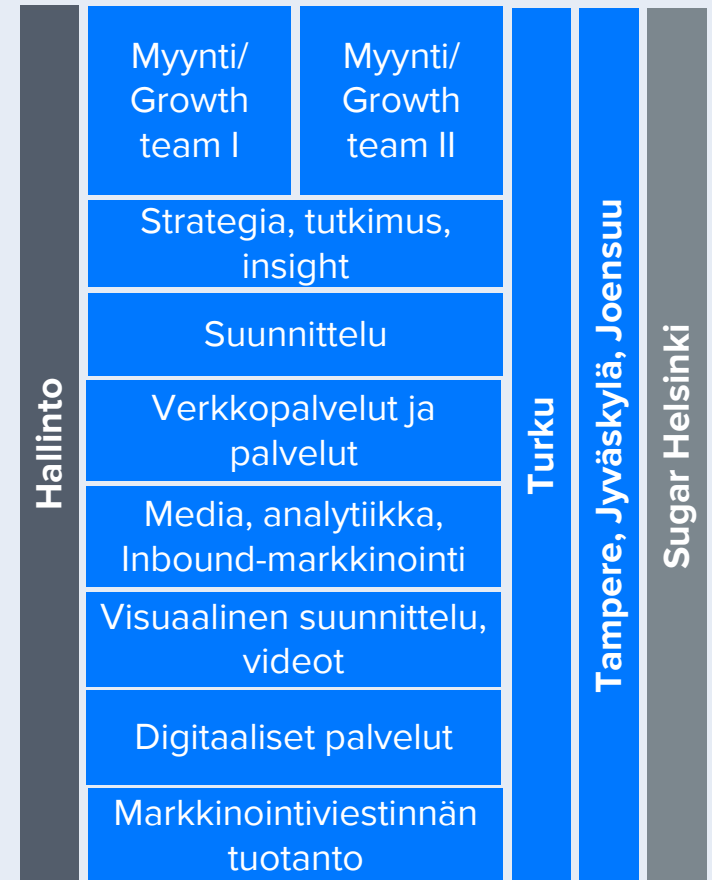 Hallinto
Myynti/
Growth
team I
Myynti/
Growth
team II
Strategia, tutkimus,
insight
Suunnittelu
Verkkopalvelut ja
palvelut
Media, analytiikka,
Inbound-markkinointi
Visuaalinen suunnittelu,
videot
Digitaaliset palvelut
Markkinointiviestinnän
tuotanto
Turku
Tampere, Jyväskylä, Joensuu
Sugar Helsinki